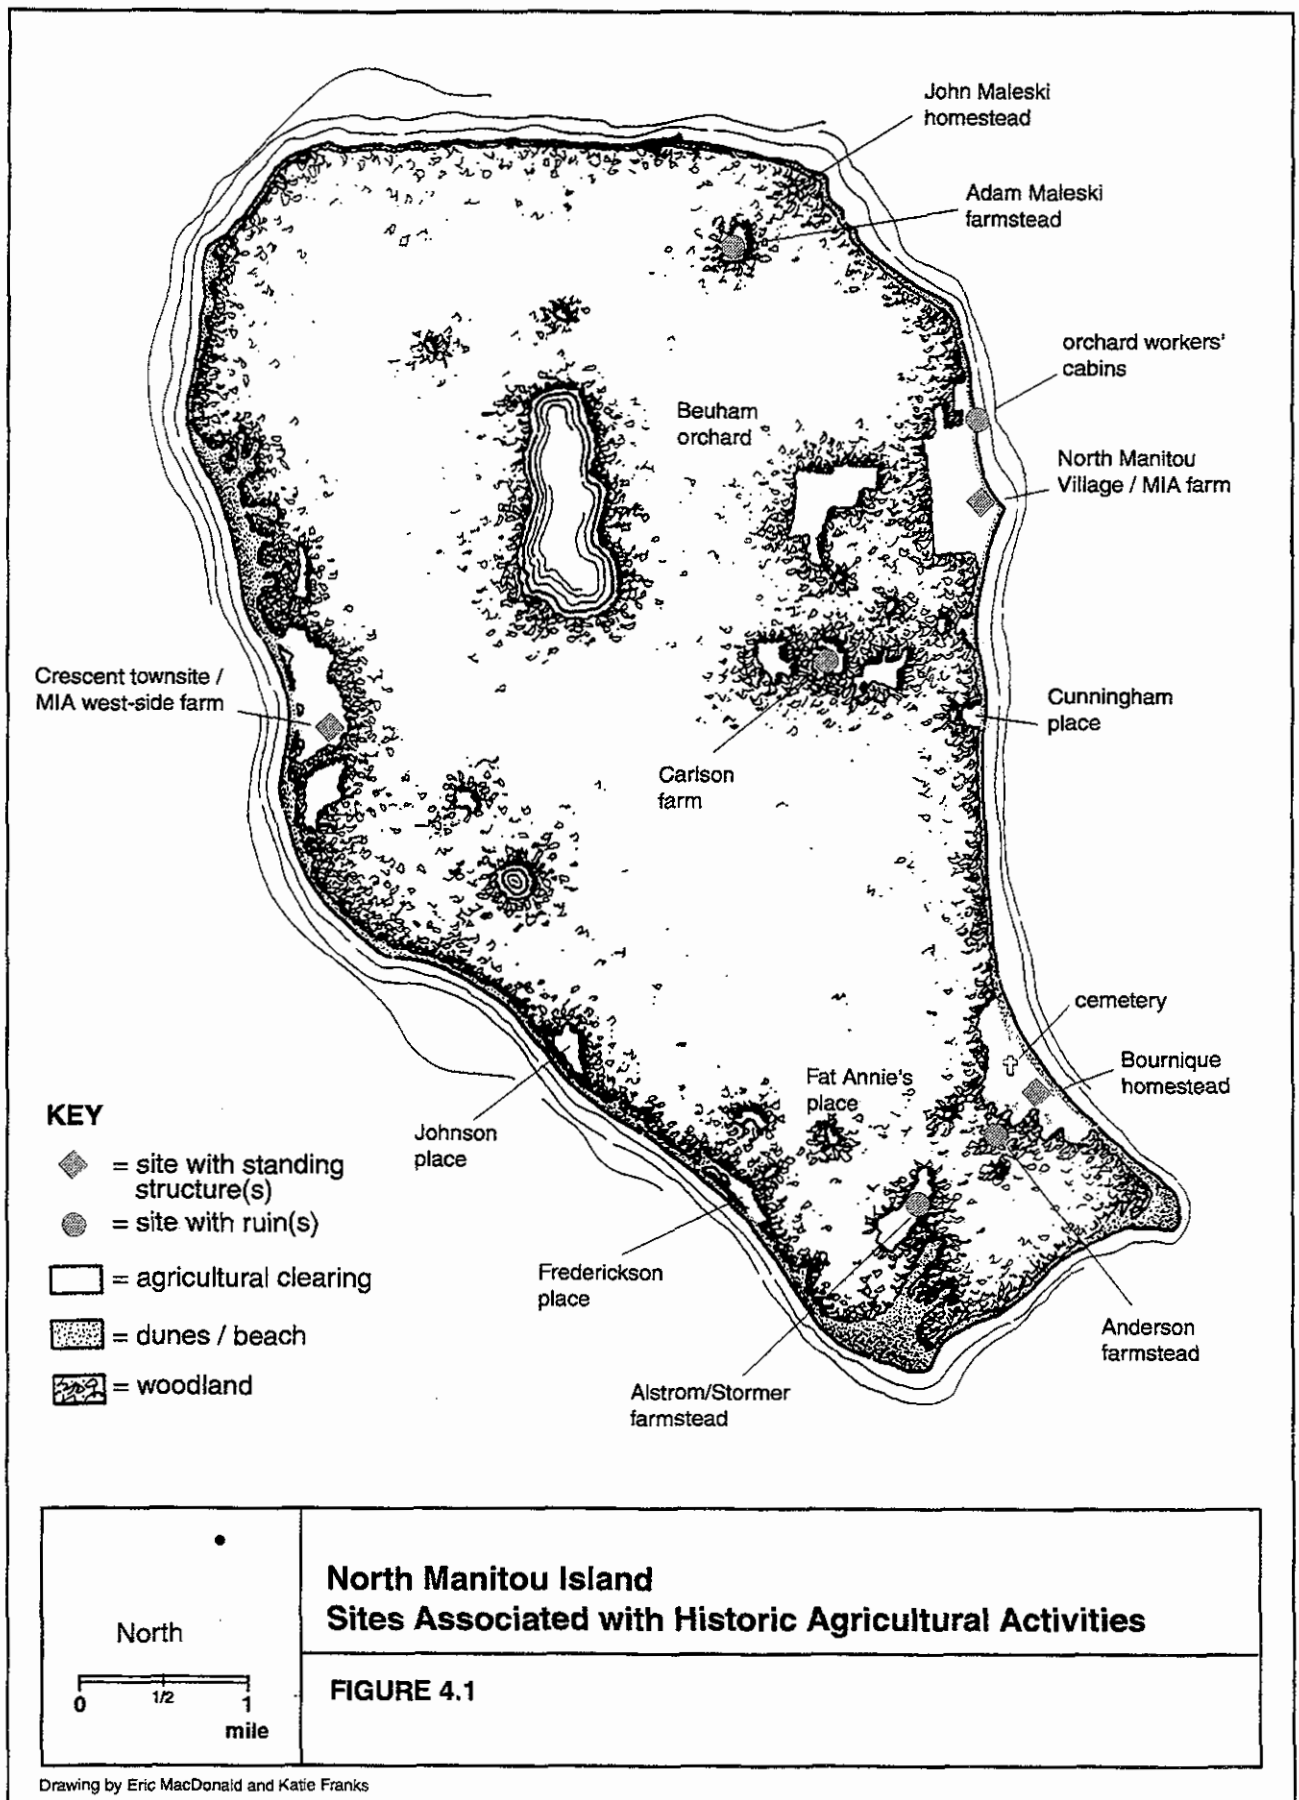 John Maleski
homestead
Adam Maleski
farmstead
orchard workers'
cabins
Beuham
orchard
North Manitou
Village / MIA farm
Crescent townsite /
MIA west-side farm
Cunningham
place
Carlson
farm
cemetery
Bournique
homestead
Fat Annie's
place
Johnson
place
KEY
= site with standing
structure(s)
= site with ruin(s)
= agricultural clearing
= dunes / beach
= woodland
Frederickson
place
Anderson
farmstead
Alstrom/Stormer
farmstead
North
0 1/2 1
mile
North Manitou Island
Sites Associated with Historic Agricultural Activities
FIGURE 4.1
Drawing by Eric MacDonald and Katie Franks